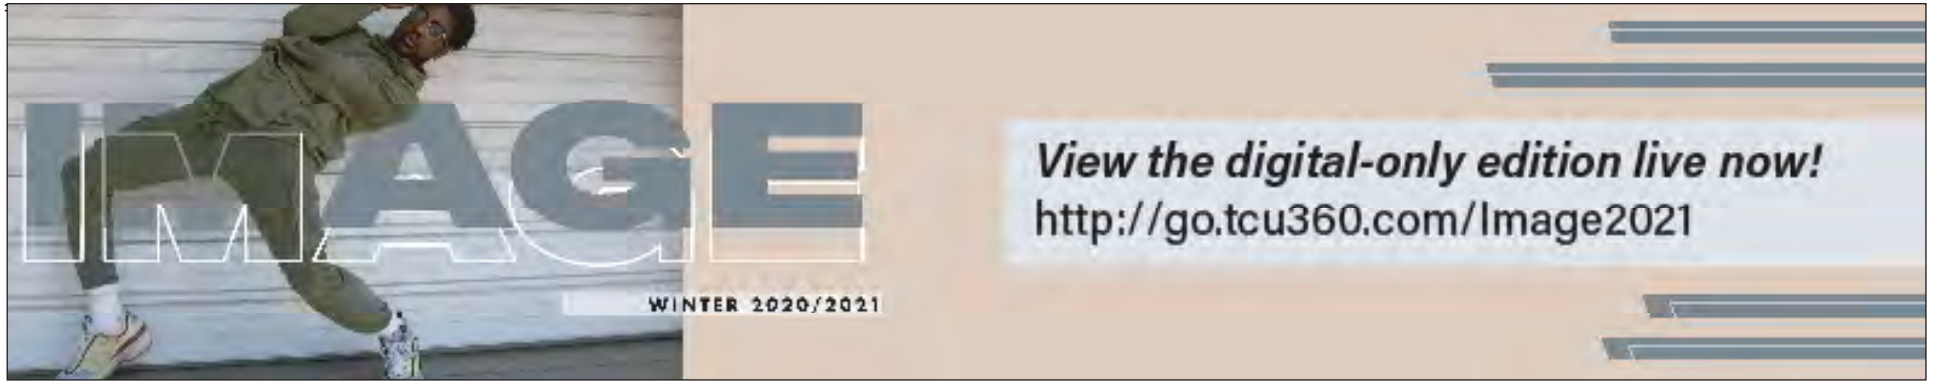 IMAGE
WINTER 2020/2021
View the digital-only edition live now!
http://go.tcu360.com/Image2021